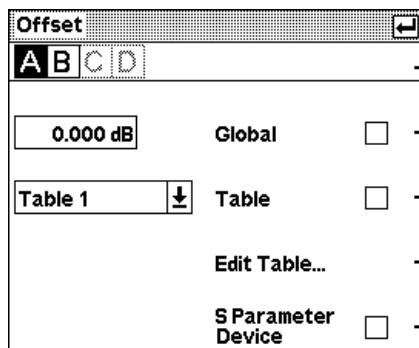 Offset
A B C D
0.000 dB Global
Table 1 Table
Edit Table...
S Parameter
Device